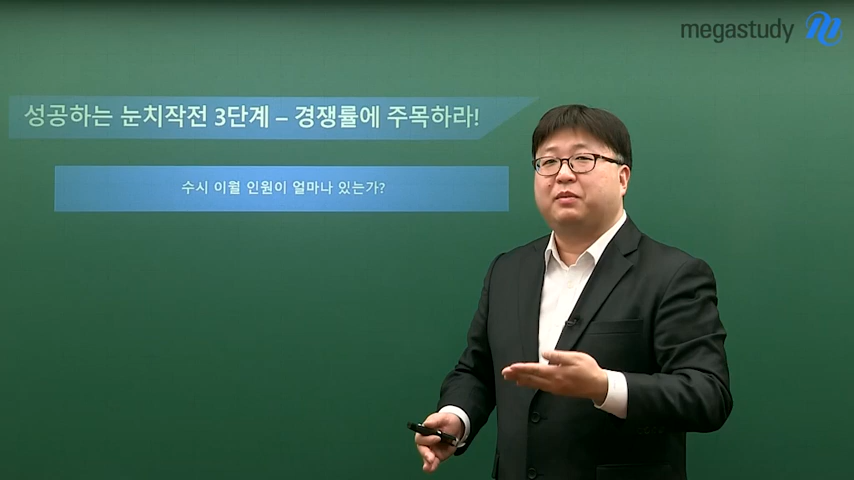 megastudy
성공하는 눈치작전 3단계 – 경쟁률에 주목하라!
수시 이월 인원이 얼마나 있는가?